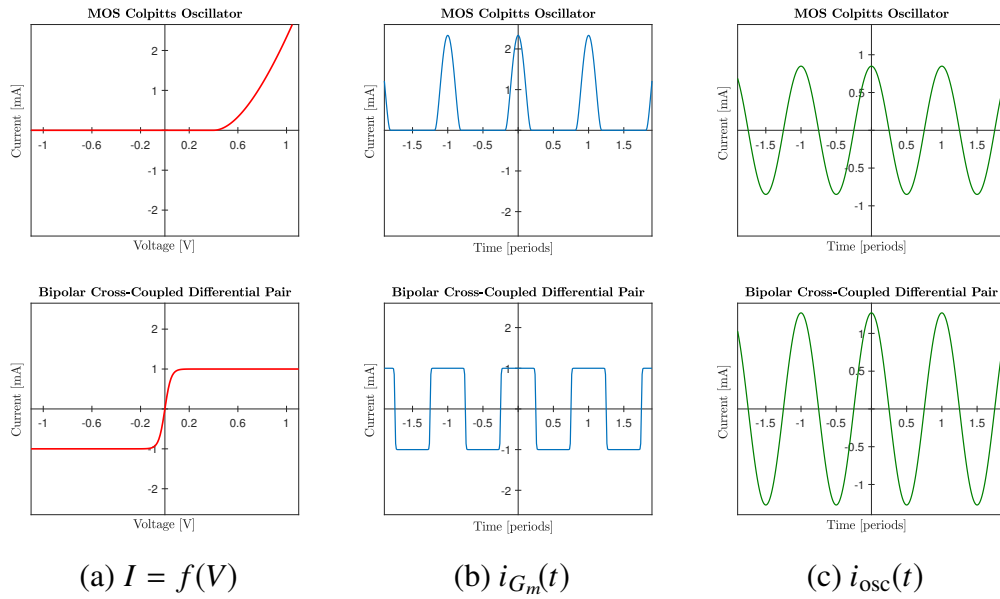 MOS Colpitts Oscillator
Current [mA]
2
1
-1
-2
-1 -0.6 -0.2 0.2 0.6 1
Voltage [V]
MOS Colpitts Oscillator
Current [mA]
2
1
-1
-2
-1.5 -1 -0.5 0.5 1 1.5
Time [periods]
MOS Colpitts Oscillator
Current [mA]
1
0.5
-0.5
-1
-1.5 -1 -0.5 0.5 1 1.5
Time [periods]
Bipolar Cross-Coupled Differential Pair
Current [mA]
2
1
-1
-2
-1 -0.6 -0.2 0.2 0.6 1
Voltage [V]
Bipolar Cross-Coupled Differential Pair
Current [mA]
2
1
-1
-2
-1.5 -1 -0.5 0.5 1 1.5
Time [periods]
Bipolar Cross-Coupled Differential Pair
Current [mA]
1
0.5
-0.5
-1
-1.5 -1 -0.5 0.5 1 1.5
Time [periods]
(a) I = f(V)
(b) i_{G_m}(t)
(c) i_{osc}(t)